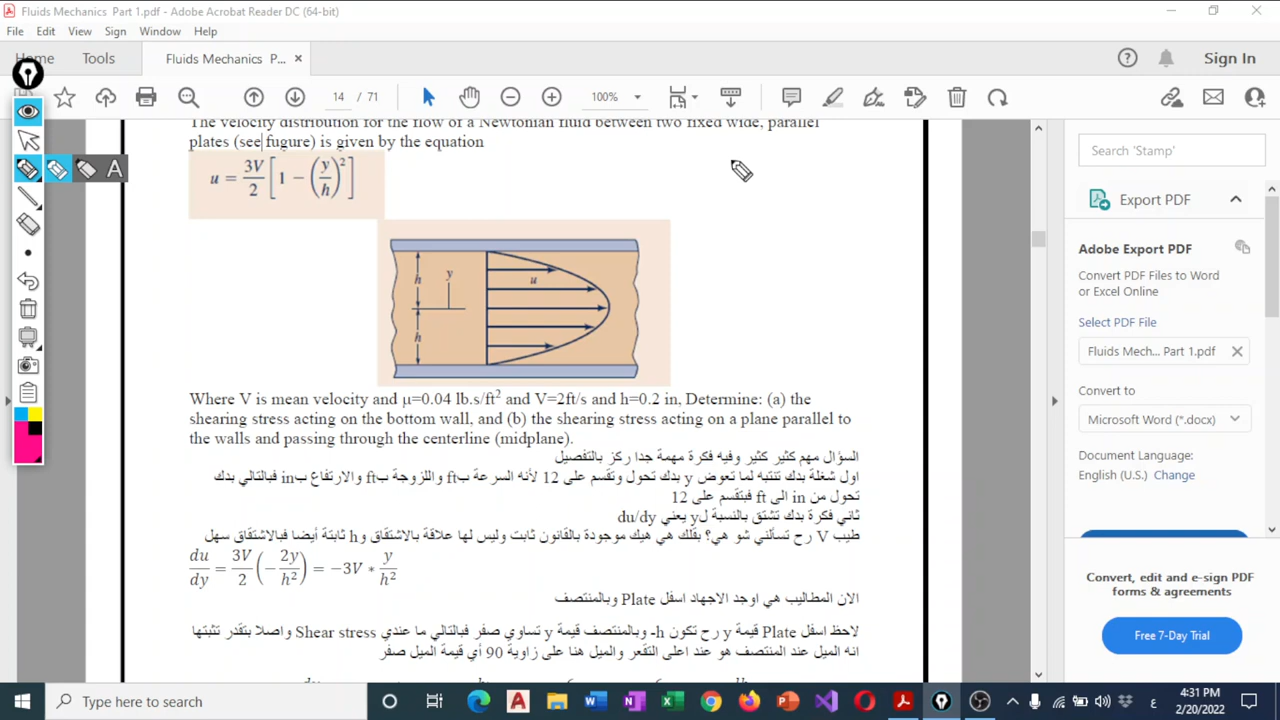 Fluids Mechanics Part 1.pdf - Adobe Acrobat Reader DC (64-bit)
File Edit View Sign Window Help
Home Tools Fluids Mechanics P... ×
Sign In
14 / 71 100%
The velocity distribution for the flow of a Newtonian fluid between two fixed wide, parallel
plates (see fugure) is given by the equation
u = 3V/2 [1 − (y/h)²]
h y u
h
Where V is mean velocity and μ=0.04 lb.s/ft² and V=2ft/s and h=0.2 in, Determine: (a) the
shearing stress acting on the bottom wall, and (b) the shearing stress acting on a plane parallel to
the walls and passing through the centerline (midplane).
السؤال مهم كثير كثير وفيه فكرة مهمة جدا ركز بالتفصيل
اول شغلة بدك تنتبه لما تعوض y بدك تحول وتقسم على 12 لأنه السرعة بft واللزوجة بft والارتفاع بin فبالتالي بدك
تحول من in الى ft فبتقسم على 12
ثاني فكرة بدك تشتق بالنسبة لy يعني du/dy
طيب V رح تسألني شو هي؟ بقلك هي هيك موجودة بالقانون ثابت وليس لها علاقة بالاشتقاق وh ثابتة أيضا فبالاشتقاق سهل
du/dy = 3V/2 (− 2y/h²) = −3V * y/h²
الان المطاليب هي اوجد الاجهاد اسفل Plate وبالمنتصف
لاحظ اسفل Plate قيمة y رح تكون -h وبالمنتصف قيمة y تساوي صفر فبالتالي ما عندي Shear stress واصلا بتقدر تثبتها
انه الميل عند المنتصف هو عند اعلى التقعر والميل هنا على زاوية 90 أي قيمة الميل صفر
A
Search 'Stamp'
Export PDF
Adobe Export PDF
Convert PDF Files to Word
or Excel Online
Select PDF File
Fluids Mech... Part 1.pdf
Convert to
Microsoft Word (*.docx)
Document Language:
English (U.S.) Change
Convert, edit and e-sign PDF
forms & agreements
Free 7-Day Trial
Type here to search
ع
4:31 PM
2/20/2022